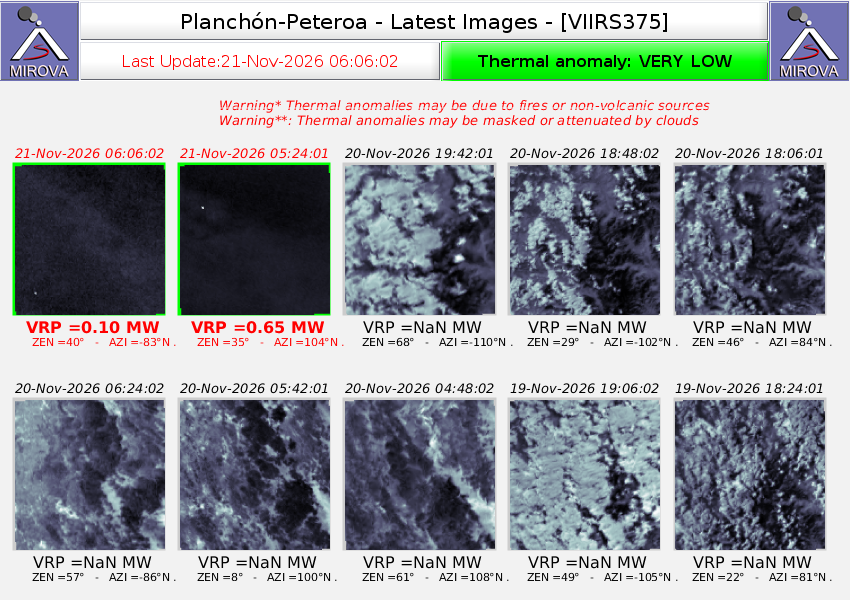 Planchón-Peteroa - Latest Images - [VIIRS375]
MIROVA
Last Update:21-Nov-2026 06:06:02
Thermal anomaly: VERY LOW
MIROVA
Warning* Thermal anomalies may be due to fires or non-volcanic sources
Warning**: Thermal anomalies may be masked or attenuated by clouds
21-Nov-2026 06:06:02
21-Nov-2026 05:24:01
20-Nov-2026 19:42:01
20-Nov-2026 18:48:02
20-Nov-2026 18:06:01
VRP =0.10 MW
VRP =0.65 MW
VRP =NaN MW
VRP =NaN MW
VRP =NaN MW
ZEN =40° - AZI =-83°N .
ZEN =35° - AZI =104°N .
ZEN =68° - AZI =-110°N .
ZEN =29° - AZI =-102°N .
ZEN =46° - AZI =84°N .
20-Nov-2026 06:24:02
20-Nov-2026 05:42:01
20-Nov-2026 04:48:02
19-Nov-2026 19:06:02
19-Nov-2026 18:24:01
VRP =NaN MW
VRP =NaN MW
VRP =NaN MW
VRP =NaN MW
VRP =NaN MW
ZEN =57° - AZI =-86°N .
ZEN =8° - AZI =100°N .
ZEN =61° - AZI =108°N .
ZEN =49° - AZI =-105°N .
ZEN =22° - AZI =81°N .